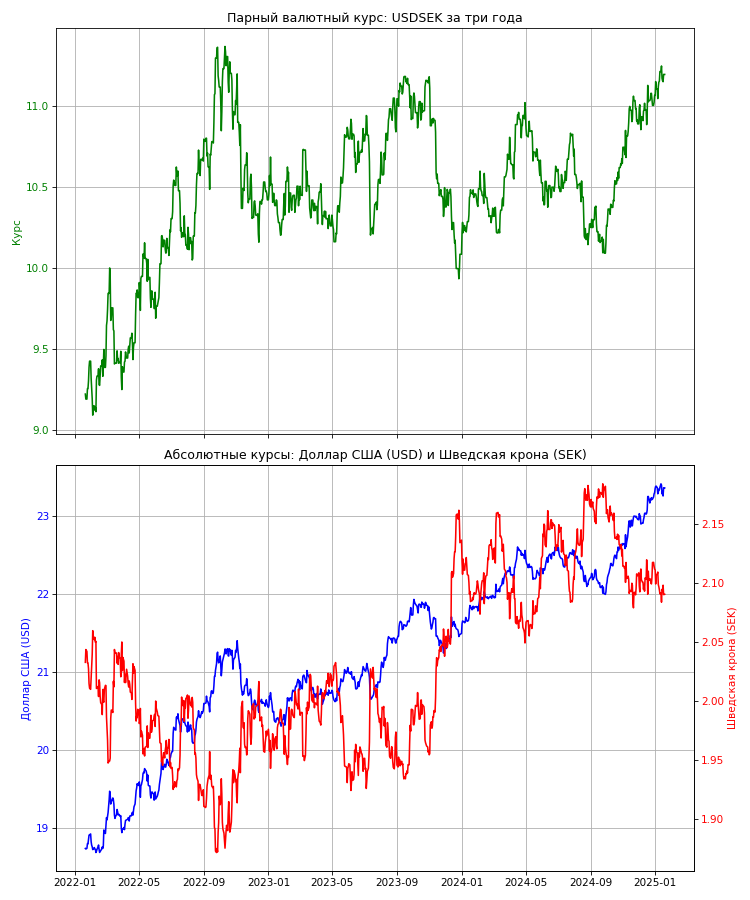 Парный валютный курс: USDSEK за три года
Курс
11.0
10.5
10.0
9.5
9.0
Абсолютные курсы: Доллар США (USD) и Шведская крона (SEK)
Доллар США (USD)
23
22
21
20
19
2.15
2.10
2.05
2.00
1.95
1.90
Шведская крона (SEK)
2022-01 2022-05 2022-09 2023-01 2023-05 2023-09 2024-01 2024-05 2024-09 2025-01